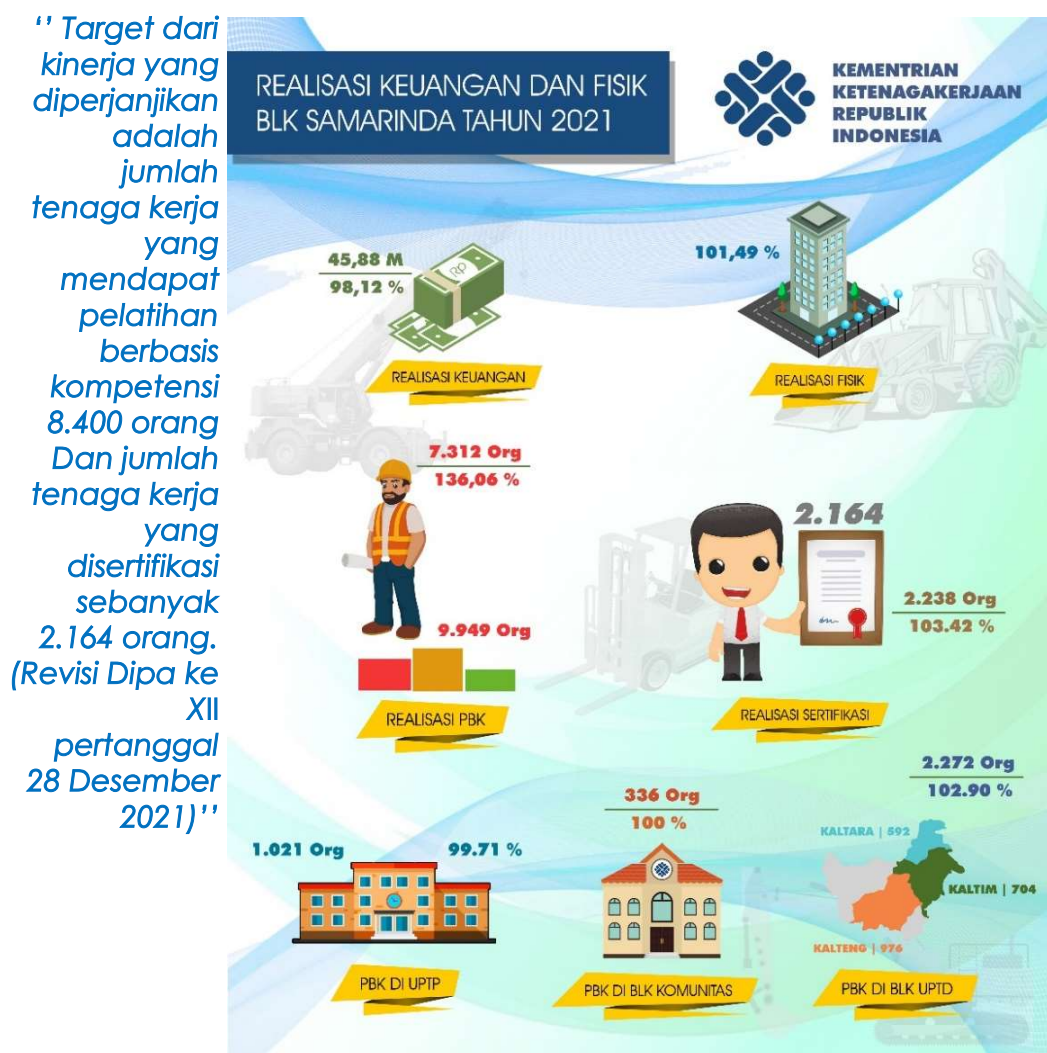 ‘’ Target dari
kinerja yang
diperjanjikan
adalah
jumlah
tenaga kerja
yang
mendapat
pelatihan
berbasis
kompetensi
8.400 orang
Dan jumlah
tenaga kerja
yang
disertifikasi
sebanyak
2.164 orang.
(Revisi Dipa ke
XII
pertanggal
28 Desember
2021)’’
REALISASI KEUANGAN DAN FISIK
BLK SAMARINDA TAHUN 2021
KEMENTRIAN
KETENAGAKERJAAN
REPUBLIK
INDONESIA
45,88 M
98,12 %
RP
REALISASI KEUANGAN
101,49 %
REALISASI FISIK
7.312 Org
136,06 %
9.949 Org
REALISASI PBK
2.164
2.238 Org
103.42 %
REALISASI SERTIFIKASI
1.021 Org
99.71 %
PBK DI UPTP
336 Org
100 %
PBK DI BLK KOMUNITAS
2.272 Org
102.90 %
KALTARA | 592
KALTIM | 704
KALTENG | 976
PBK DI BLK UPTD